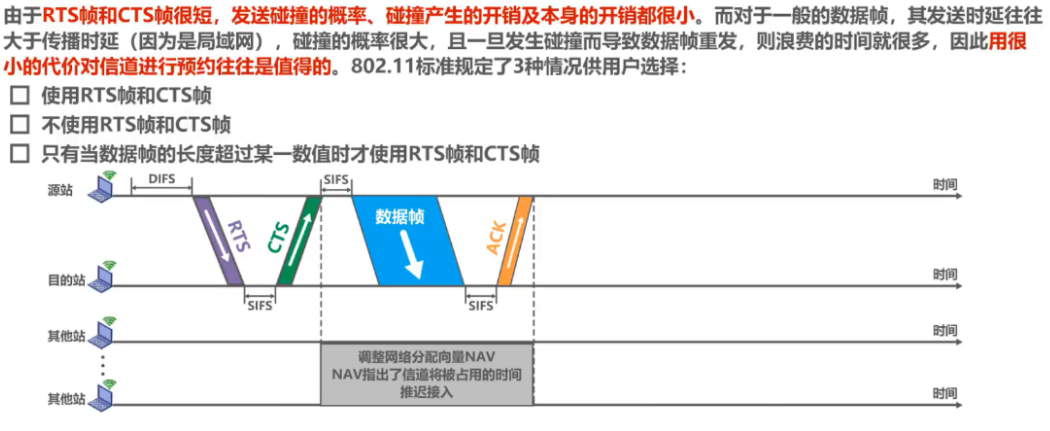 由于RTS帧和CTS帧很短，发送碰撞的概率、碰撞产生的开销及本身的开销都很小。而对于一般的数据帧，其发送时延往往
大于传播时延（因为是局域网），碰撞的概率很大，且一旦发生碰撞而导致数据帧重发，则浪费的时间就很多，因此用很
小的代价对信道进行预约往往是值得的。802.11标准规定了3种情况供用户选择：
使用RTS帧和CTS帧
不使用RTS帧和CTS帧
只有当数据帧的长度超过某一数值时才使用RTS帧和CTS帧
DIFS
SIFS
源站
时间
RTS
CTS
数据帧
ACK
目的站
时间
SIFS
SIFS
其他站
时间
调整网络分配向量NAV
NAV指出了信道将被占用的时间
推迟接入
其他站
时间